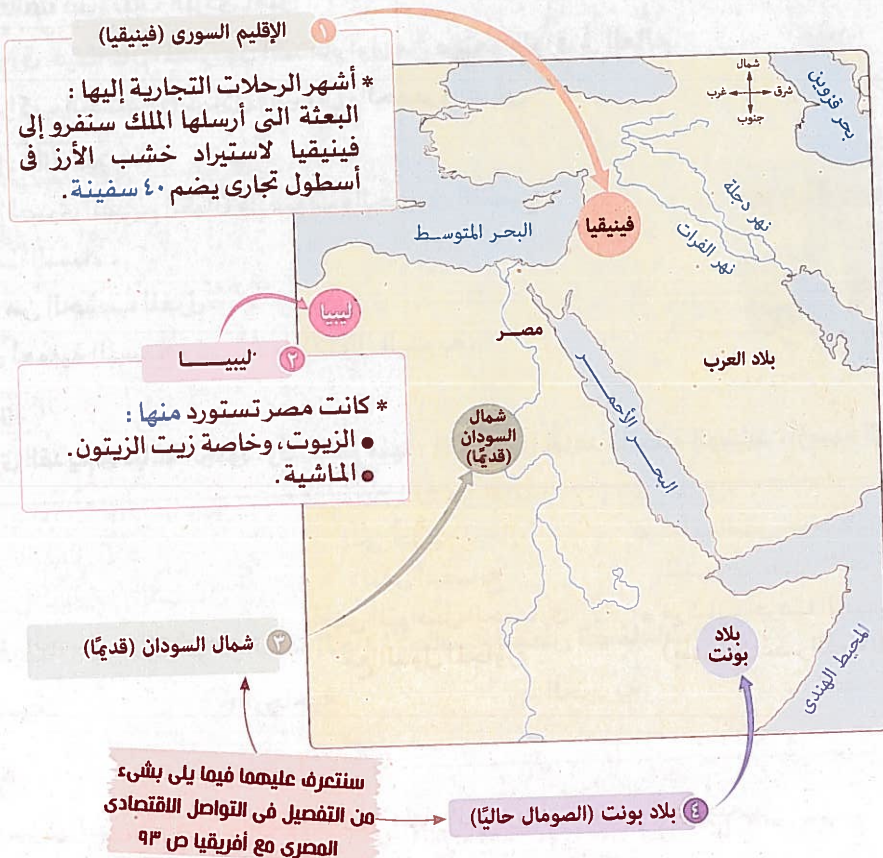 ١ الإقليم السورى (فينيقيا)
* أشهر الرحلات التجارية إليها :
البعثة التى أرسلها الملك سنفرو إلى
فينيقيا لاستيراد خشب الأرز فى
أسطول تجارى يضم ٤٠ سفينة .
شمال
شرق
غرب
جنوب
بحر قزوين
نهر دجلة
نهر الفرات
فينيقيا
البحر المتوسط
ليبيا
مصر
بلاد العرب
البحر الأحمر
شمال
السودان
(قديمًا)
بلاد
بونت
المحيط الهندى
٢ ليبيا
* كانت مصر تستورد منها :
● الزيوت، وخاصة زيت الزيتون.
● الماشية.
٣ شمال السودان (قديمًا)
٤ بلاد بونت (الصومال حاليًا)
سنتعرف عليهما فيما يلى بشىء
من التفصيل فى التواصل الاقتصادى
المصرى مع أفريقيا ص ٩٣